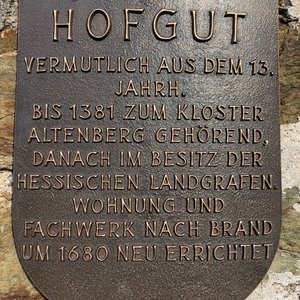 HOFGUT
VERMUTLICH AUS DEM 13.
JAHRH.
BIS 1381 ZUM KLOSTER
ALTENBERG GEHÖREND,
DANACH IM BESITZ DER
HESSISCHEN LANDGRAFEN.
WOHNUNG UND
FACHWERK NACH BRAND
UM 1680 NEU ERRICHTET